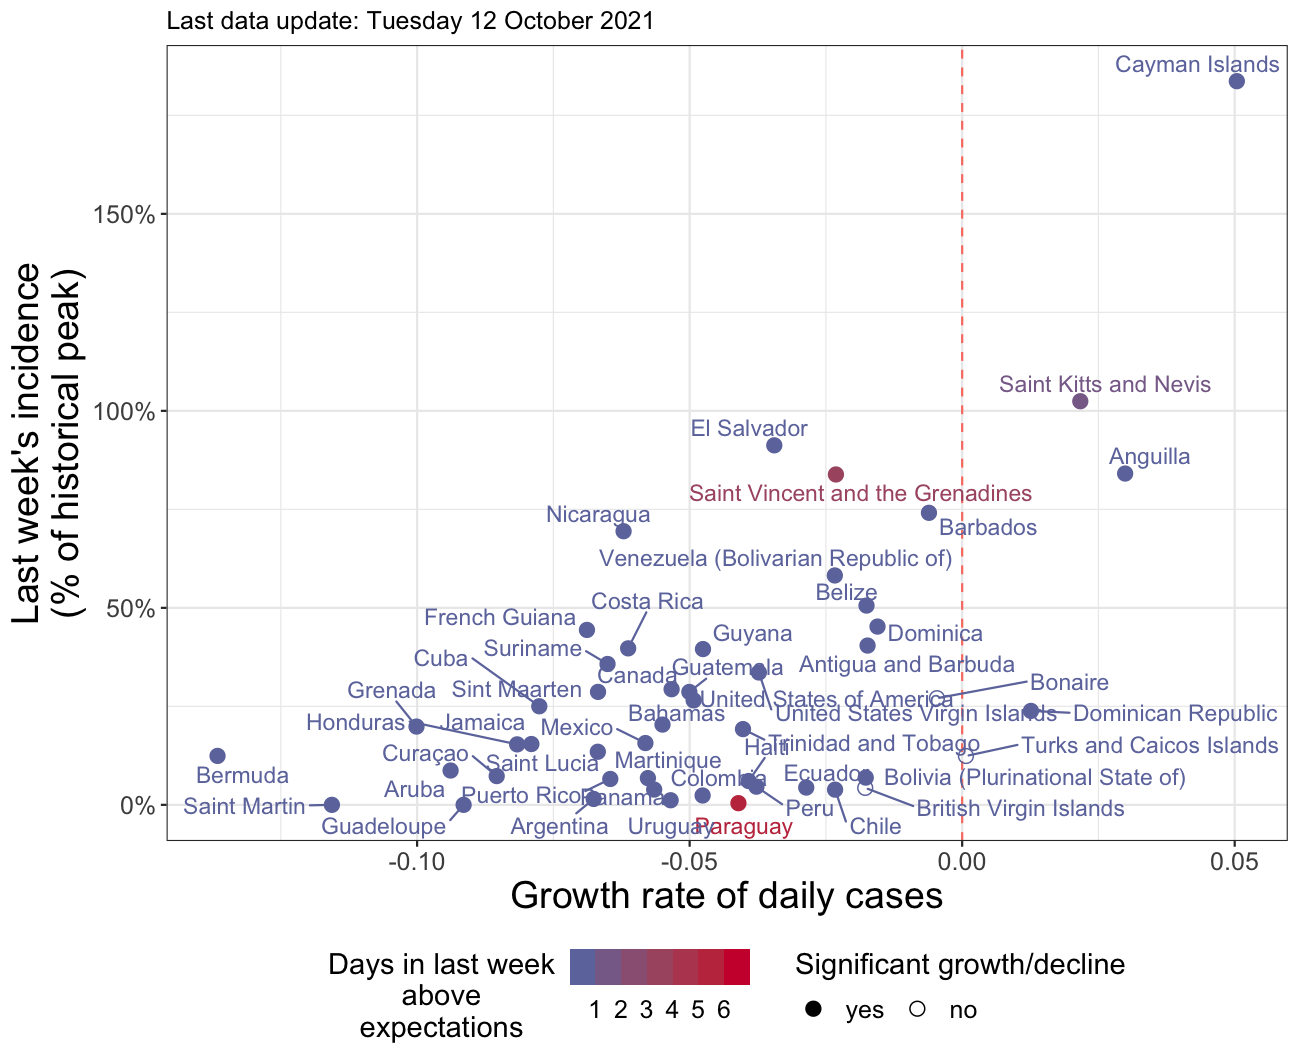 Last data update: Tuesday 12 October 2021
Last week's incidence
(% of historical peak)
150%
100%
50%
0%
Cayman Islands
Saint Kitts and Nevis
El Salvador
Anguilla
Saint Vincent and the Grenadines
Nicaragua
Barbados
Venezuela (Bolivarian Republic of)
Belize
Costa Rica
French Guiana
Guyana
Dominica
Suriname
Cuba
Canada
Guatemala
Antigua and Barbuda
Bonaire
Grenada
Sint Maarten
United States of America
Bahamas
United States Virgin Islands
Dominican Republic
Honduras
Jamaica
Mexico
Haiti
Trinidad and Tobago
Turks and Caicos Islands
Curaçao
Saint Lucia
Martinique
Bermuda
Colombia
Ecuador
Bolivia (Plurinational State of)
Aruba
Puerto Rico
Panama
Saint Martin
Peru
British Virgin Islands
Guadeloupe
Argentina
Uruguay
Paraguay
Chile
-0.10
-0.05
0.00
0.05
Growth rate of daily cases
Days in last week
above
expectations
1 2 3 4 5 6
Significant growth/decline
yes
no